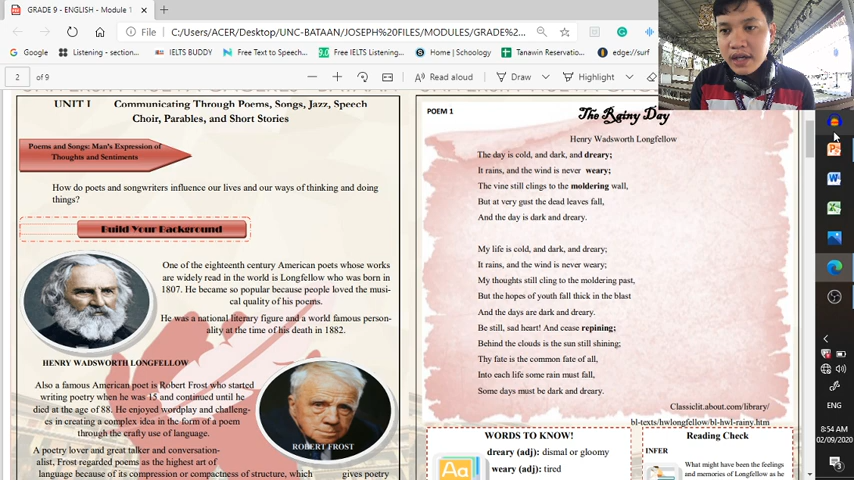 GRADE 9 - ENGLISH - Module 1
File
C:/Users/ACER/Desktop/UNC-BATAAN/JOSEPH%20FILES/MODULES/GRADE%2...
Google
Listening - section...
IELTS BUDDY
Free Text to Speech...
Free IELTS Listening...
Home | Schoology
Tanawin Reservatio...
edge://surf
2 of 9
Read aloud
Draw
Highlight
UNIT I Communicating Through Poems, Songs, Jazz, Speech
Choir, Parables, and Short Stories
Poems and Songs: Man's Expression of
Thoughts and Sentiments
How do poets and songwriters influence our lives and our ways of thinking and doing
things?
Build Your Background
One of the eighteenth century American poets whose works
are widely read in the world is Longfellow who was born in
1807. He became so popular because people loved the musi-
cal quality of his poems.
He was a national literary figure and a world famous person-
ality at the time of his death in 1882.
HENRY WADSWORTH LONGFELLOW
Also a famous American poet is Robert Frost who started
writing poetry when he was 15 and continued until he
died at the age of 88. He enjoyed wordplay and challeng-
es in creating a complex idea in the form of a poem
through the crafty use of language.
ROBERT FROST
A poetry lover and great talker and conversation-
alist, Frost regarded poems as the highest art of
language because of its compression or compactness of structure, which gives poetry
POEM 1
The Rainy Day
Henry Wadsworth Longfellow
The day is cold, and dark, and dreary;
It rains, and the wind is never weary;
The vine still clings to the moldering wall,
But at very gust the dead leaves fall,
And the day is dark and dreary.
My life is cold, and dark, and dreary;
It rains, and the wind is never weary;
My thoughts still cling to the moldering past,
But the hopes of youth fall thick in the blast
And the days are dark and dreary.
Be still, sad heart! And cease repining;
Behind the clouds is the sun still shining;
Thy fate is the common fate of all,
Into each life some rain must fall,
Some days must be dark and dreary.
Classiclit.about.com/library/
bl-texts/hwlongfellow/bl-hwl-rainy.htm
WORDS TO KNOW!
dreary (adj): dismal or gloomy
weary (adj): tired
Aa
Reading Check
INFER
What might have been the feelings
and memories of Longfellow as he
ENG
8:54 AM
02/09/2020